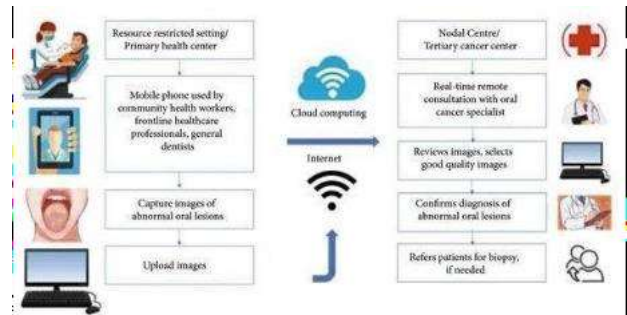 Resource restricted setting/
Primary health center
Mobile phone used by
community health workers,
frontline healthcare
professionals, general
dentists
Capture images of
abnormal oral lesions
Upload images
Cloud computing
Internet
Nodal Centre/
Tertiary cancer center
Real-time remote
consultation with oral
cancer specialist
Reviews images, selects
good quality images
Confirms diagnosis of
abnormal oral lesions
Refers patients for biopsy,
if needed